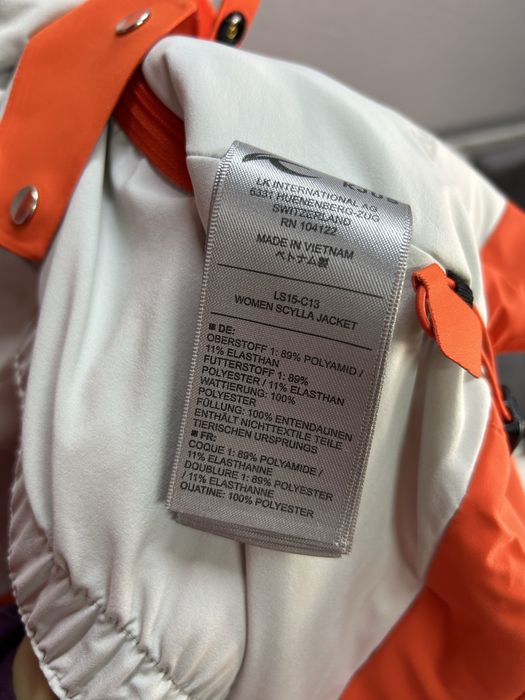 KJUS
LK INTERNATIONAL AG
6331 HUENENBERG-ZUG
SWITZERLAND
RN 104122
MADE IN VIETNAM
ベトナム製
LS15-C13
WOMEN SCYLLA JACKET
■ DE:
OBERSTOFF 1: 89% POLYAMID /
11% ELASTHAN
FUTTERSTOFF 1: 89%
POLYESTER / 11% ELASTHAN
WATTIERUNG: 100%
POLYESTER
FÜLLUNG: 100% ENTENDAUNEN
ENTHÄLT NICHTTEXTILE TEILE
TIERISCHEN URSPRUNGS
■ FR:
COQUE 1: 89% POLYAMIDE /
11% ELASTHANNE
DOUBLURE 1: 89% POLYESTER
/ 11% ELASTHANNE
OUATINE: 100% POLYESTER